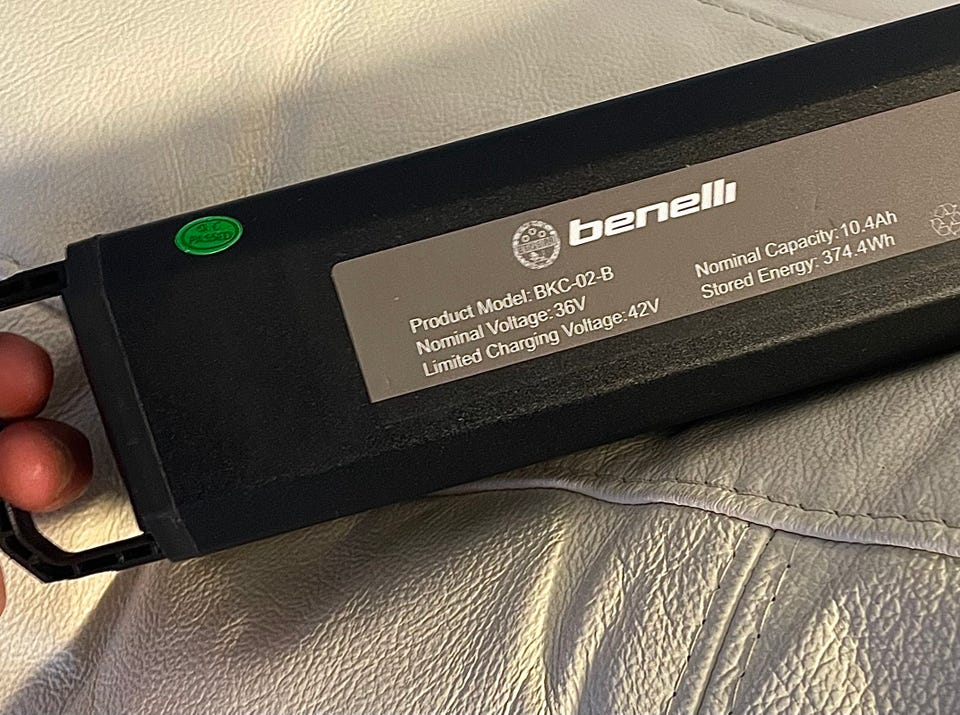 PASSED
benelli
Product Model: BKC-02-B
Nominal Voltage: 36V
Limited Charging Voltage: 42V
Nominal Capacity: 10.4Ah
Stored Energy: 374.4Wh